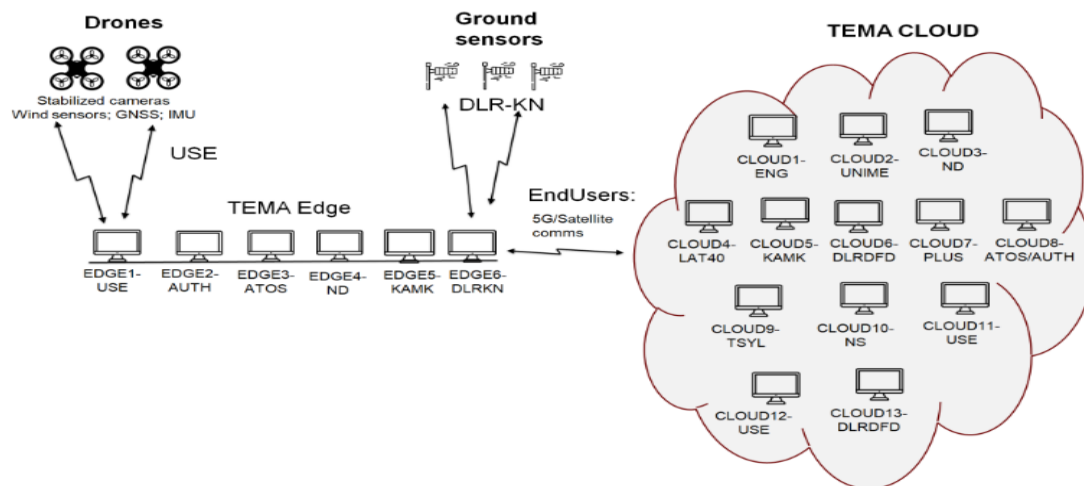 Drones
Stabilized cameras
Wind sensors; GNSS; IMU
USE
Ground
sensors
DLR-KN
TEMA Edge
EDGE1-
USE
EDGE2-
AUTH
EDGE3-
ATOS
EDGE4-
ND
EDGE5-
KAMK
EDGE6-
DLRKN
EndUsers:
5G/Satellite
comms
TEMA CLOUD
CLOUD1-
ENG
CLOUD2-
UNIME
CLOUD3-
ND
CLOUD4-
LAT40
CLOUD5-
KAMK
CLOUD6-
DLRDFD
CLOUD7-
PLUS
CLOUD8-
ATOS/AUTH
CLOUD9-
TSYL
CLOUD10-
NS
CLOUD11-
USE
CLOUD12-
USE
CLOUD13-
DLRDFD